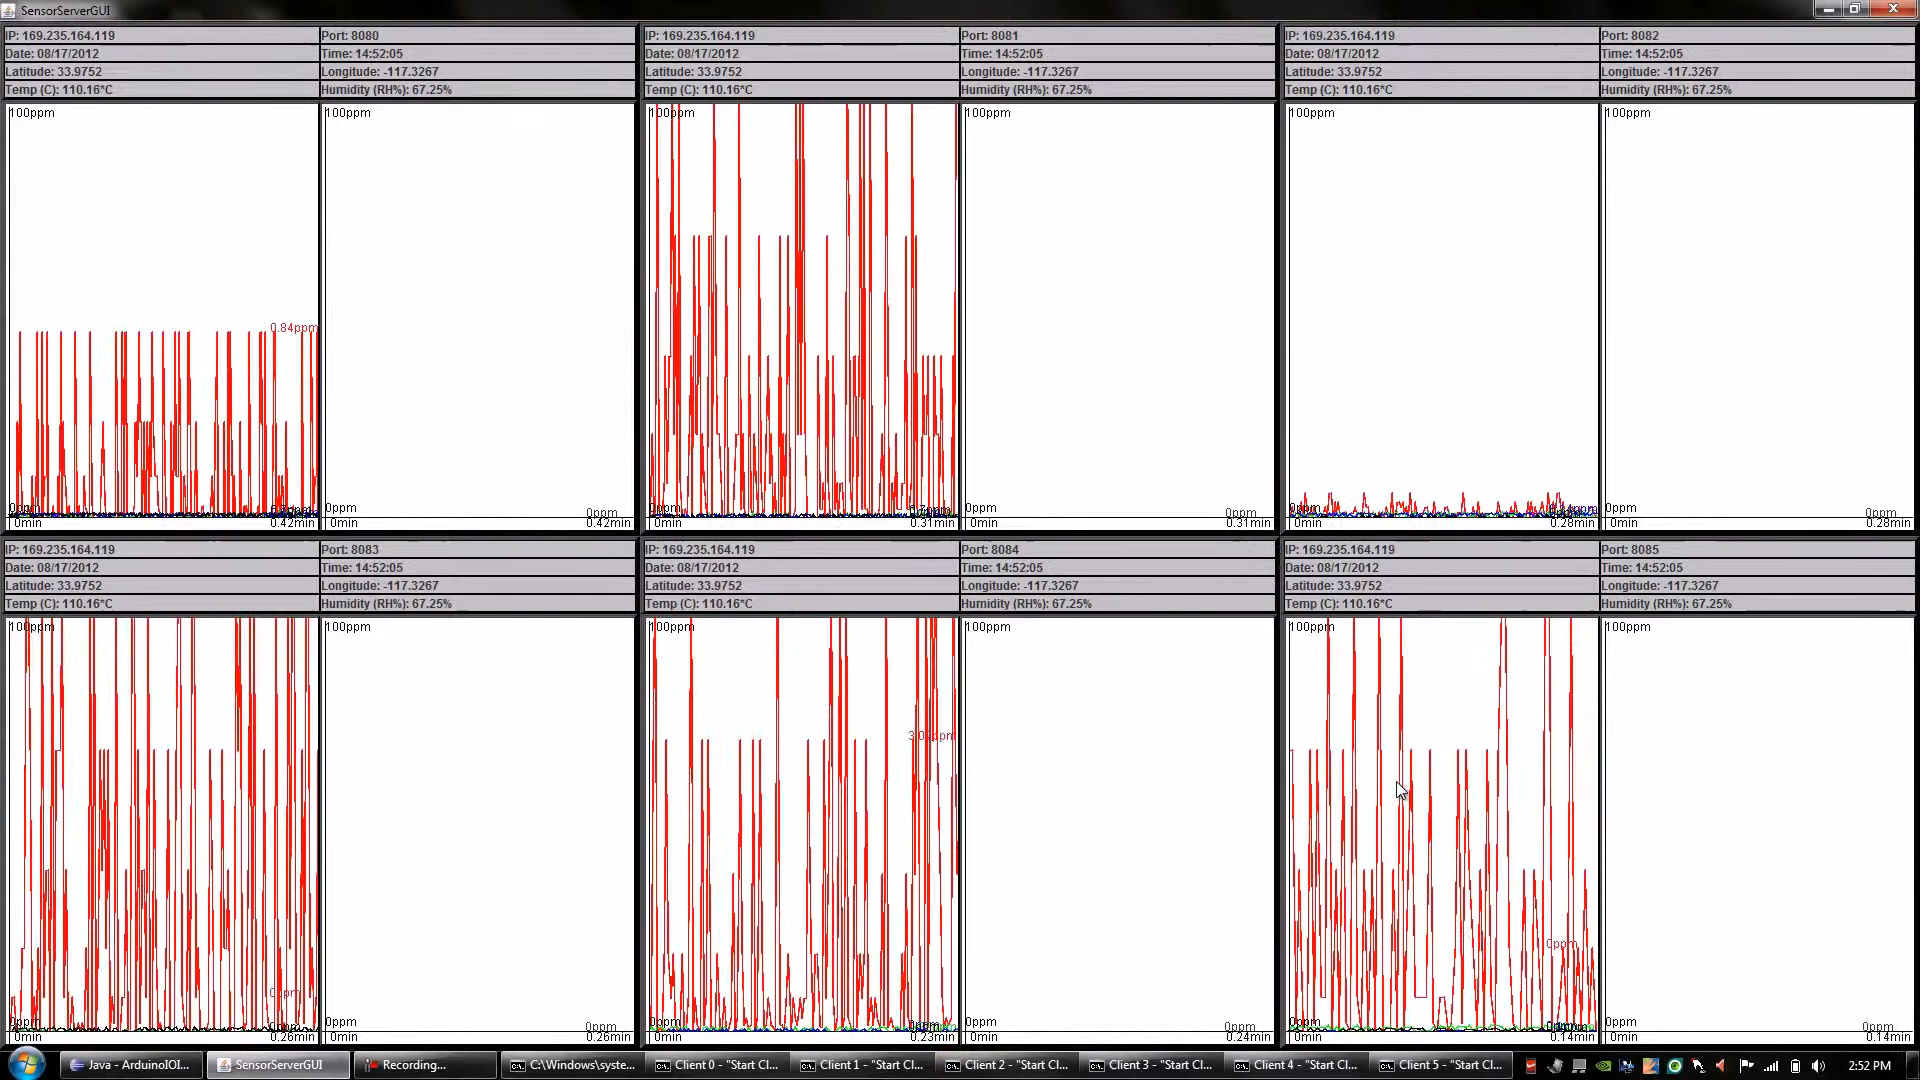 SensorServerGUI
IP: 169.235.164.119 Port: 8080
Date: 08/17/2012 Time: 14:52:05
Latitude: 33.9752 Longitude: -117.3267
Temp (C): 110.16*C Humidity (RH%): 67.25%
100ppm 100ppm
0.84ppm
0ppm 0ppm 0ppm
0min 0.42min 0min 0.42min
IP: 169.235.164.119 Port: 8081
Date: 08/17/2012 Time: 14:52:05
Latitude: 33.9752 Longitude: -117.3267
Temp (C): 110.16*C Humidity (RH%): 67.25%
100ppm 100ppm
0ppm 0ppm 0ppm
0min 0.31min 0min 0.31min
IP: 169.235.164.119 Port: 8082
Date: 08/17/2012 Time: 14:52:05
Latitude: 33.9752 Longitude: -117.3267
Temp (C): 110.16*C Humidity (RH%): 67.25%
100ppm 100ppm
0ppm 0ppm 0ppm
0min 0.28min 0min 0.28min
IP: 169.235.164.119 Port: 8083
Date: 08/17/2012 Time: 14:52:05
Latitude: 33.9752 Longitude: -117.3267
Temp (C): 110.16*C Humidity (RH%): 67.25%
100ppm 100ppm
0ppm
0ppm 0ppm 0ppm 0ppm
0min 0.26min 0min 0.26min
IP: 169.235.164.119 Port: 8084
Date: 08/17/2012 Time: 14:52:05
Latitude: 33.9752 Longitude: -117.3267
Temp (C): 110.16*C Humidity (RH%): 67.25%
100ppm 100ppm
0ppm 0ppm 0ppm
0min 0.23min 0min 0.24min
IP: 169.235.164.119 Port: 8085
Date: 08/17/2012 Time: 14:52:05
Latitude: 33.9752 Longitude: -117.3267
Temp (C): 110.16*C Humidity (RH%): 67.25%
100ppm 100ppm
0ppm
0ppm 0ppm 0ppm
0min 0.14min 0min 0.14min
Java - ArduinoIOI... SensorServerGUI Recording... C:\Windows\syste... Client 0 - "Start Cl... Client 1 - "Start Cl... Client 2 - "Start Cl... Client 3 - "Start Cl... Client 4 - "Start Cl... Client 5 - "Start Cl... 2:52 PM